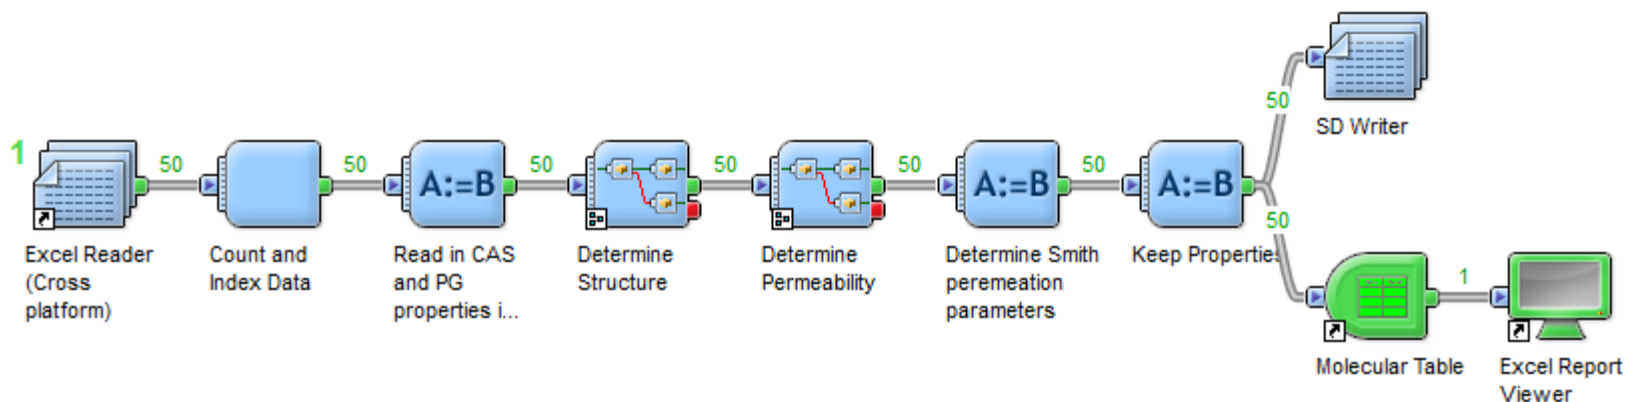 1
50
50
50
50
50
50
50
50
1
A:=B
A:=B
A:=B
Excel Reader
(Cross
platform)
Count and
Index Data
Read in CAS
and PG
properties i...
Determine
Structure
Determine
Permeability
Determine Smith
peremeation
parameters
Keep Properties
SD Writer
Molecular Table
Excel Report
Viewer